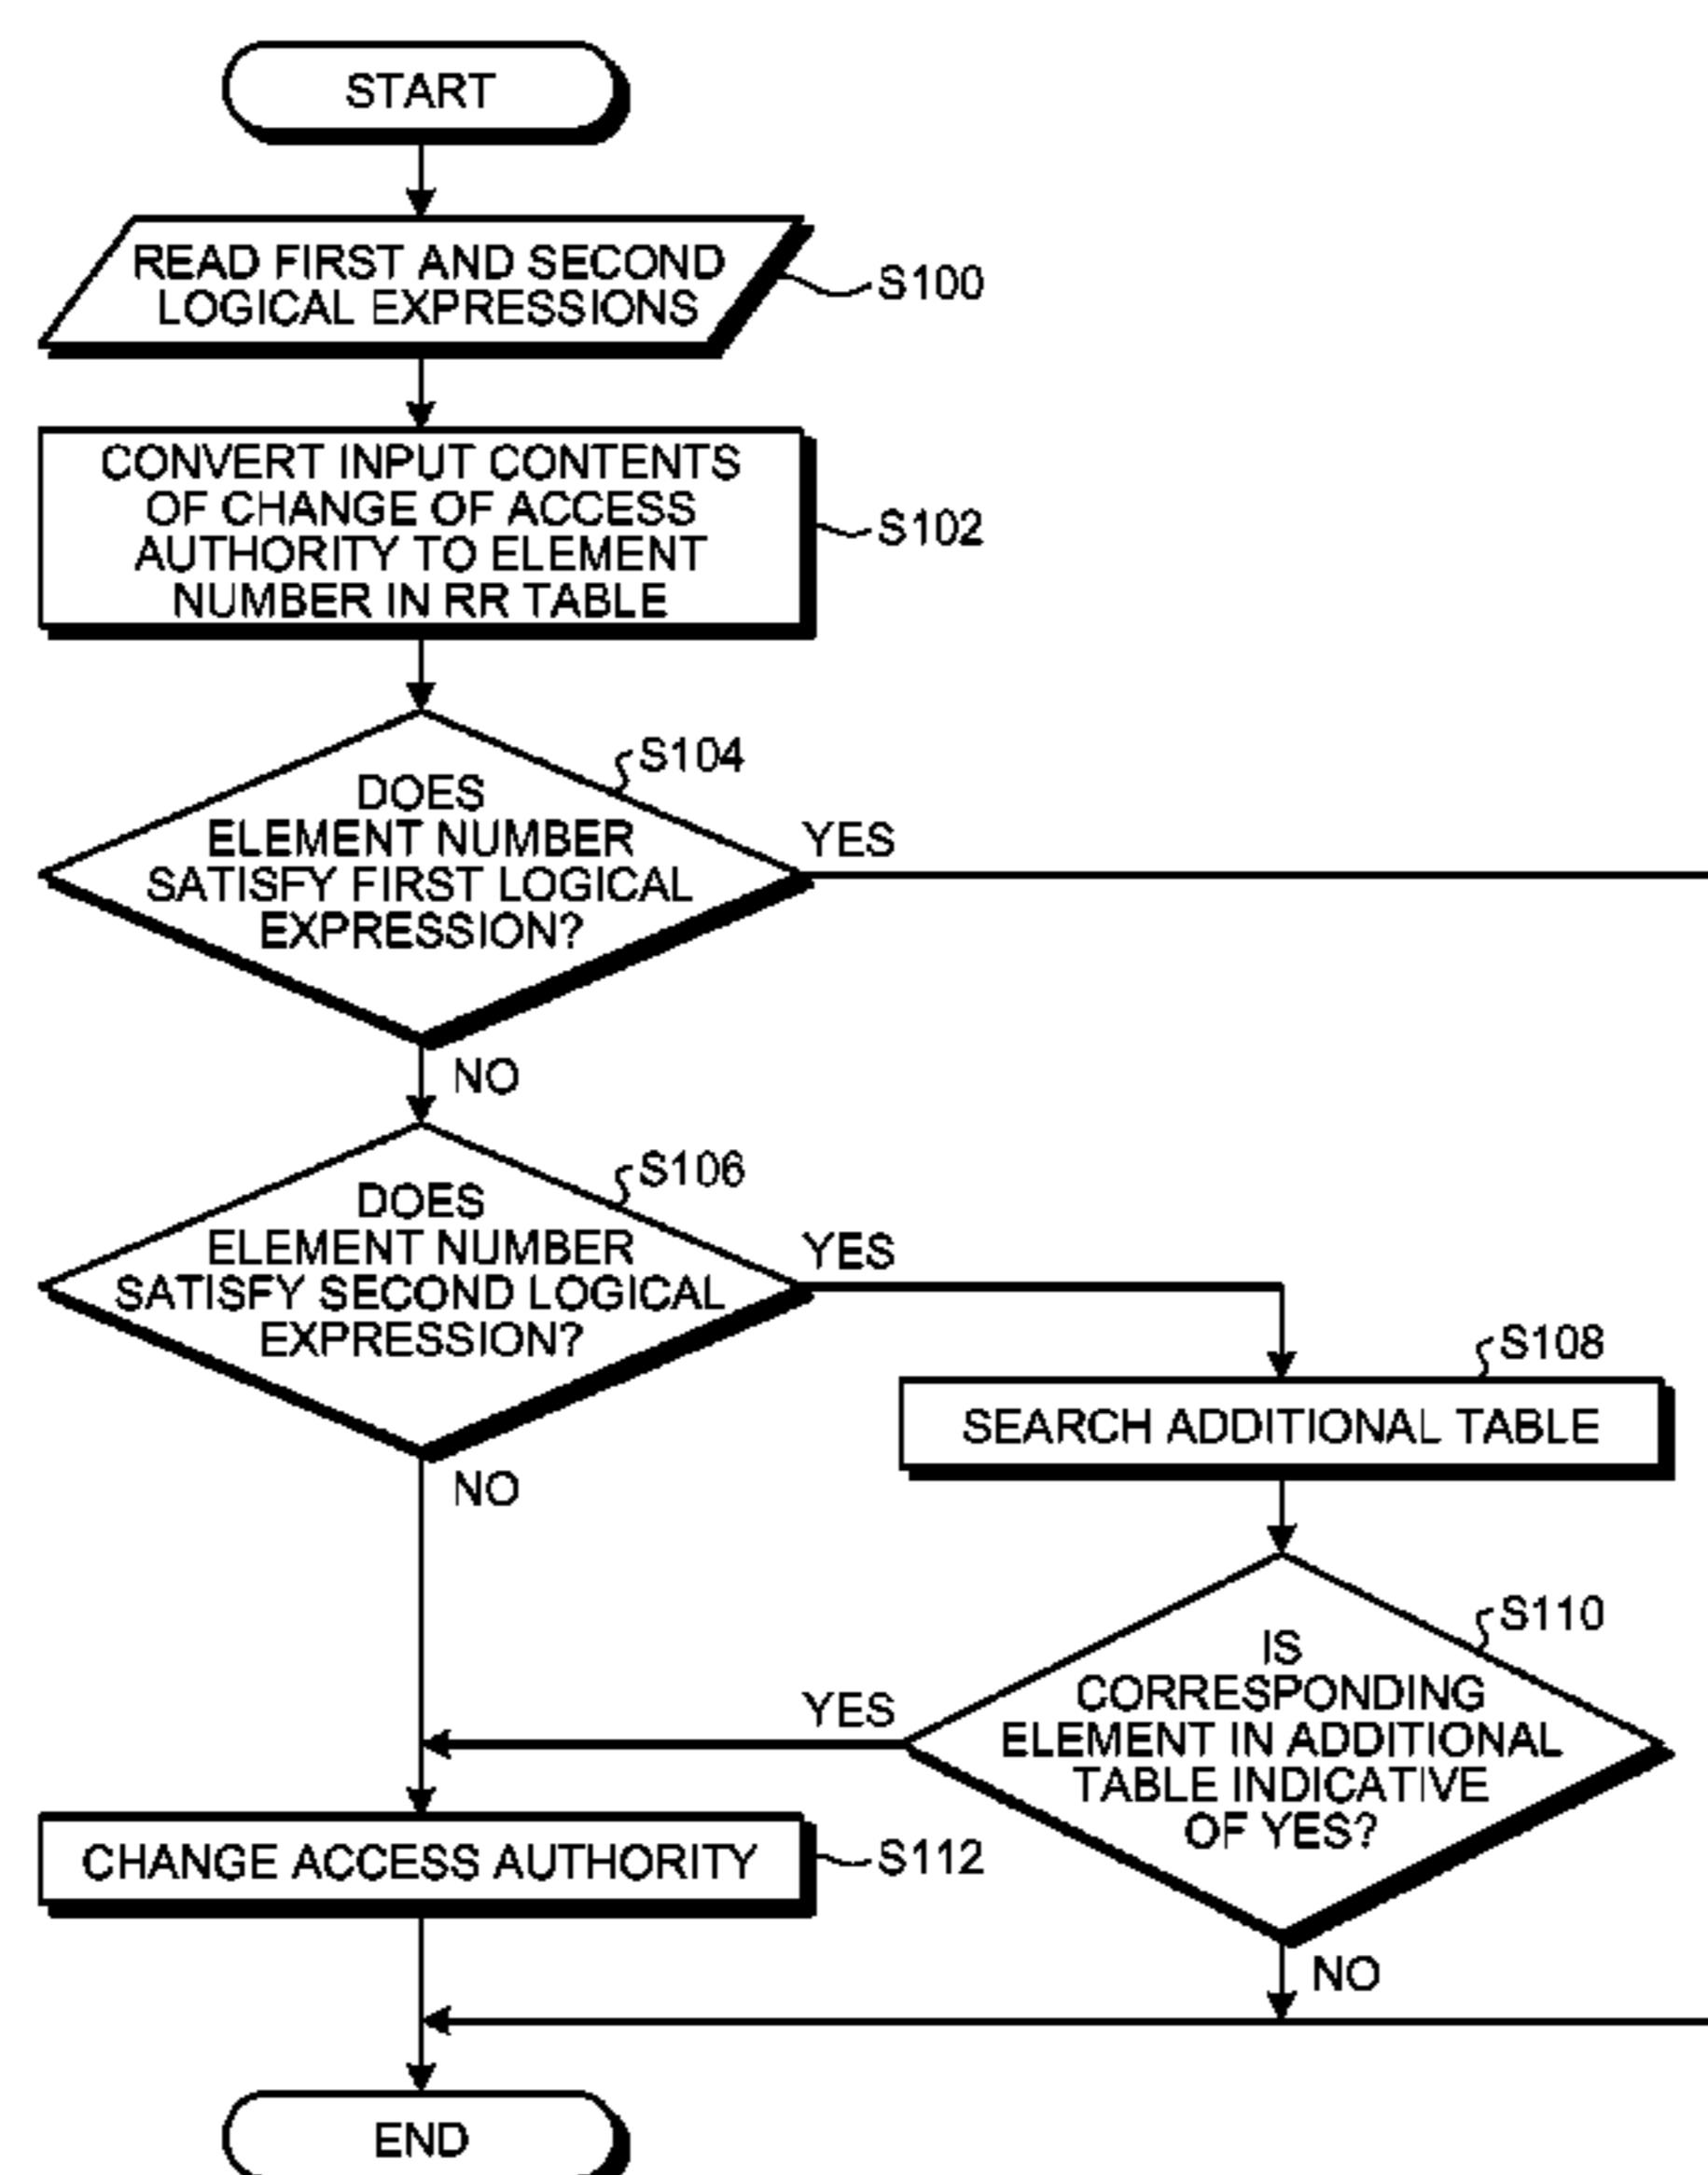 START
READ FIRST AND SECOND
LOGICAL EXPRESSIONS
S100
CONVERT INPUT CONTENTS
OF CHANGE OF ACCESS
AUTHORITY TO ELEMENT
NUMBER IN RR TABLE
S102
S104
DOES
ELEMENT NUMBER
SATISFY FIRST LOGICAL
EXPRESSION?
YES
NO
S106
DOES
ELEMENT NUMBER
SATISFY SECOND LOGICAL
EXPRESSION?
YES
NO
S108
SEARCH ADDITIONAL TABLE
S110
IS
CORRESPONDING
ELEMENT IN ADDITIONAL
TABLE INDICATIVE
OF YES?
YES
NO
CHANGE ACCESS AUTHORITY
S112
END